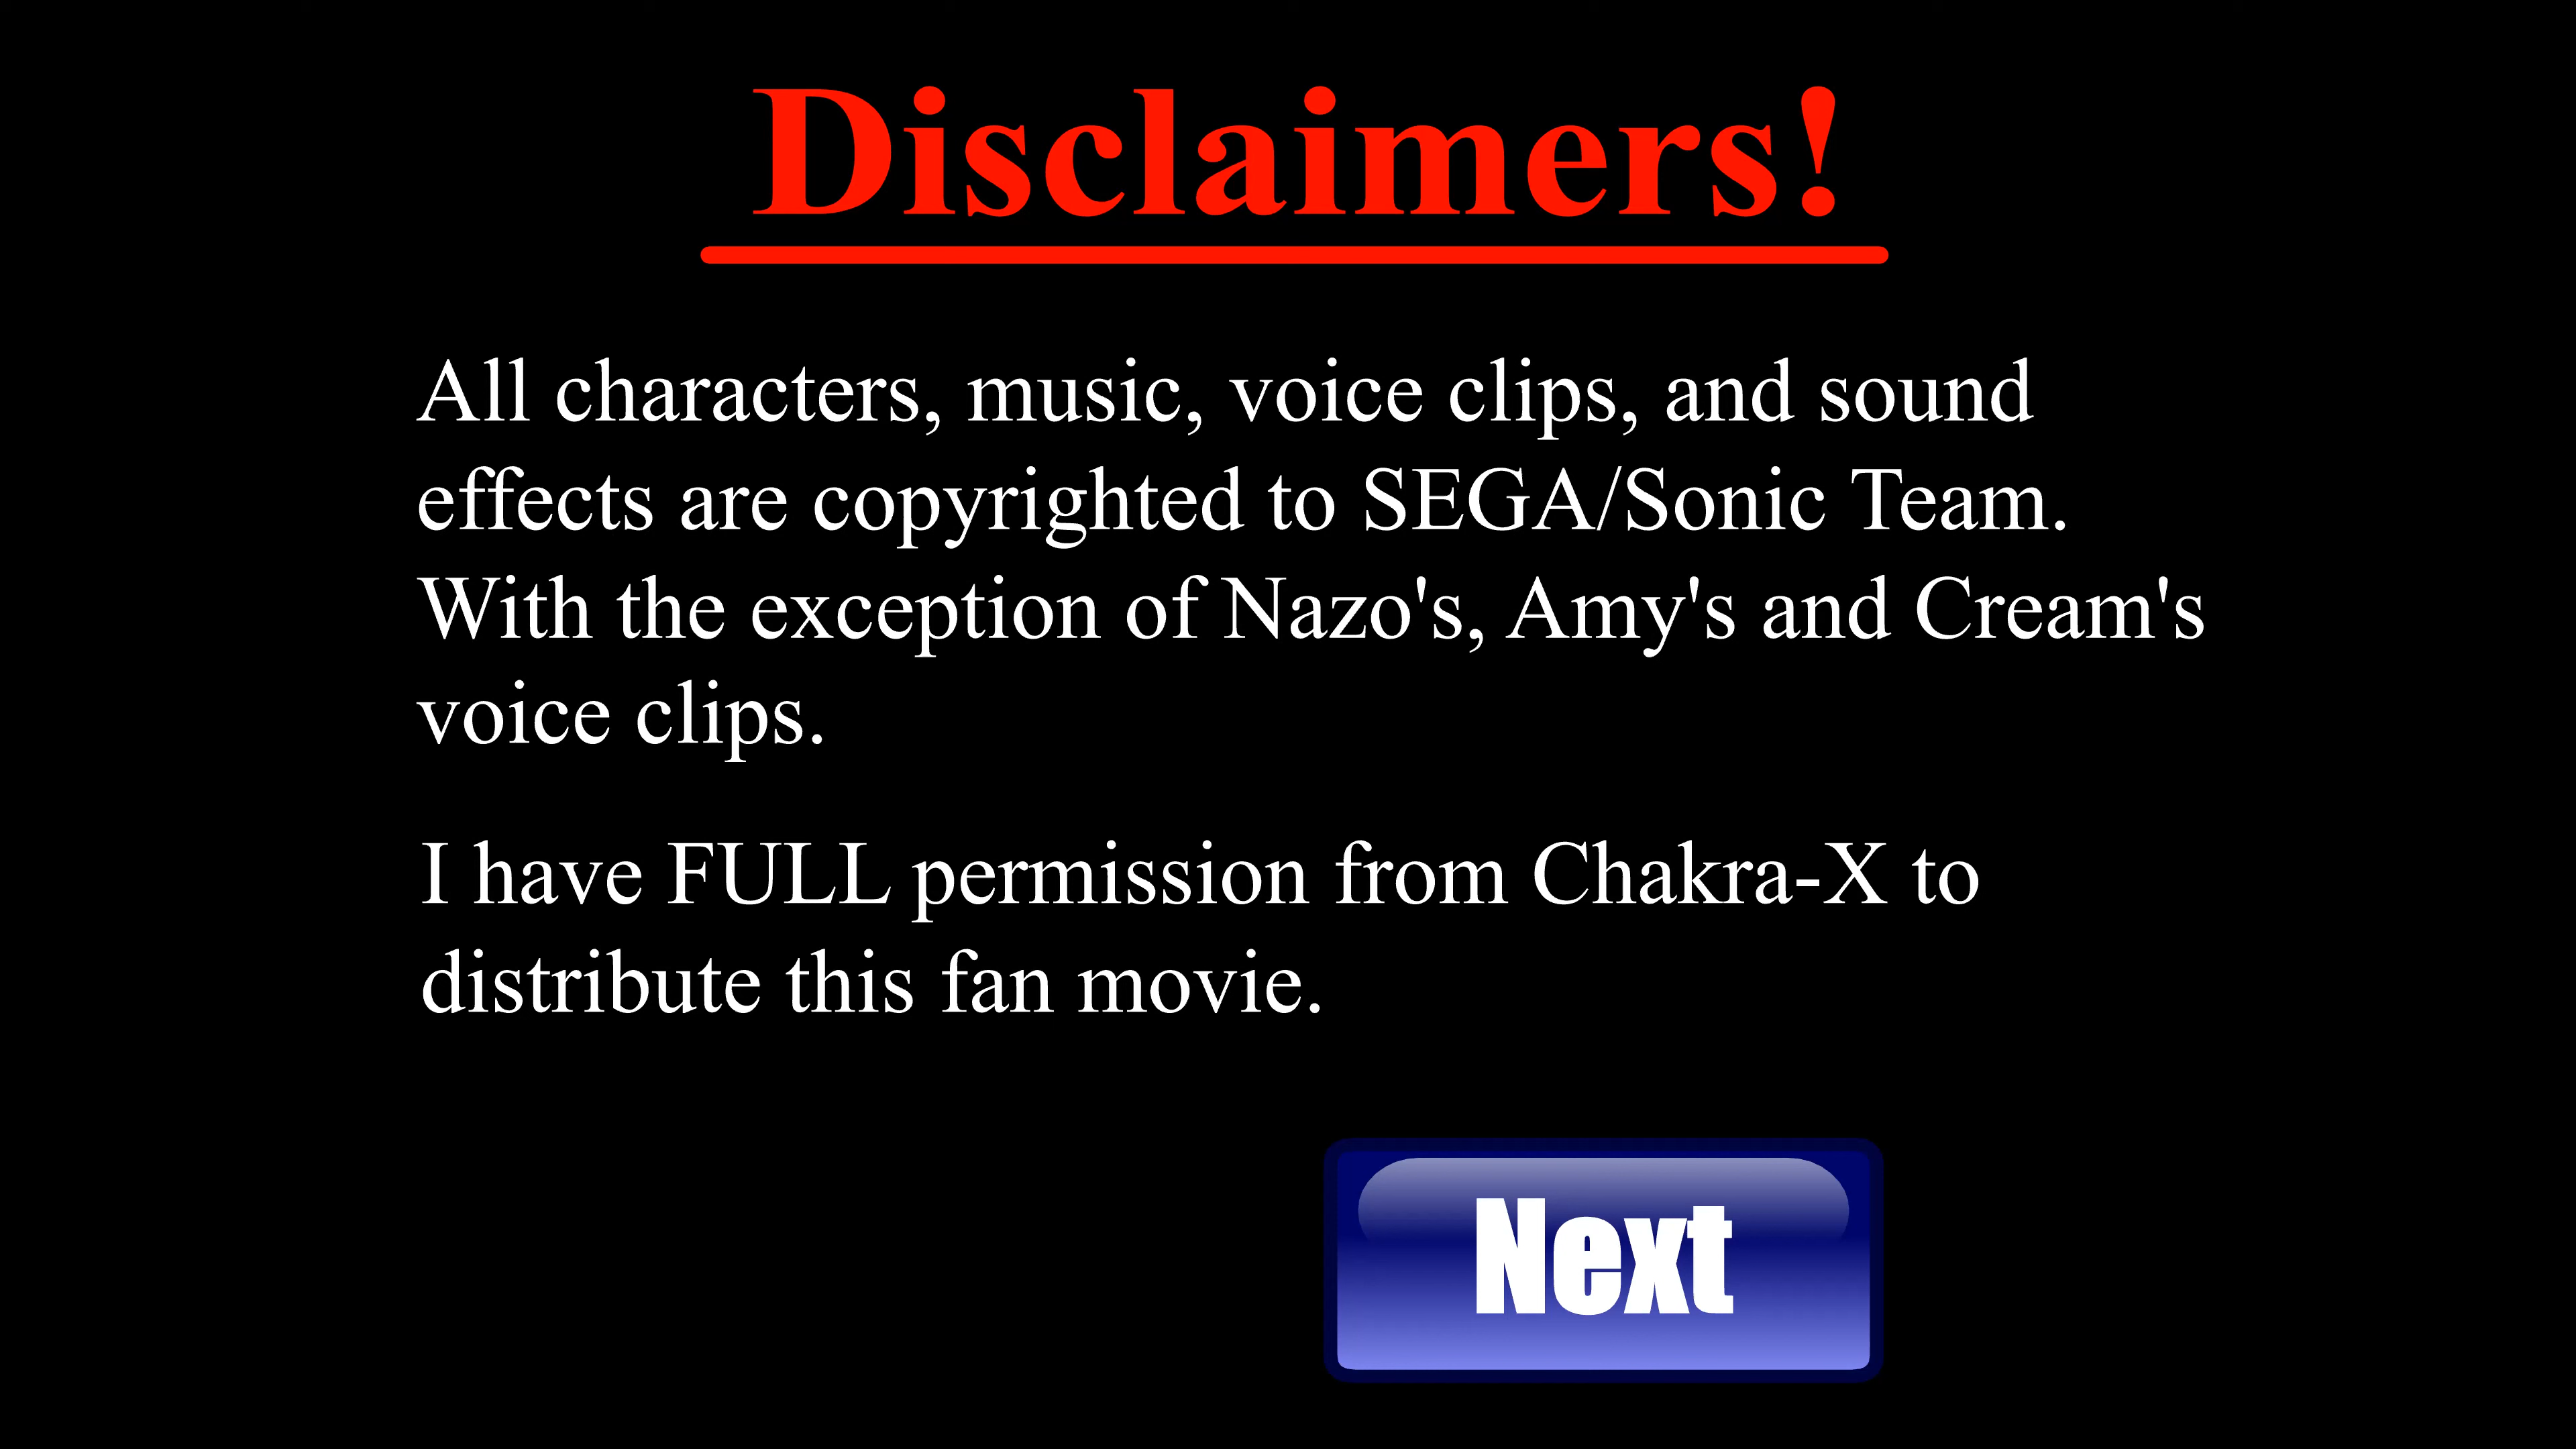 Disclaimers!
All characters, music, voice clips, and sound
effects are copyrighted to SEGA/Sonic Team.
With the exception of Nazo's, Amy's and Cream's
voice clips.
I have FULL permission from Chakra-X to
distribute this fan movie.
Next